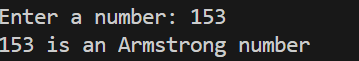 Enter a number: 153
153 is an Armstrong number